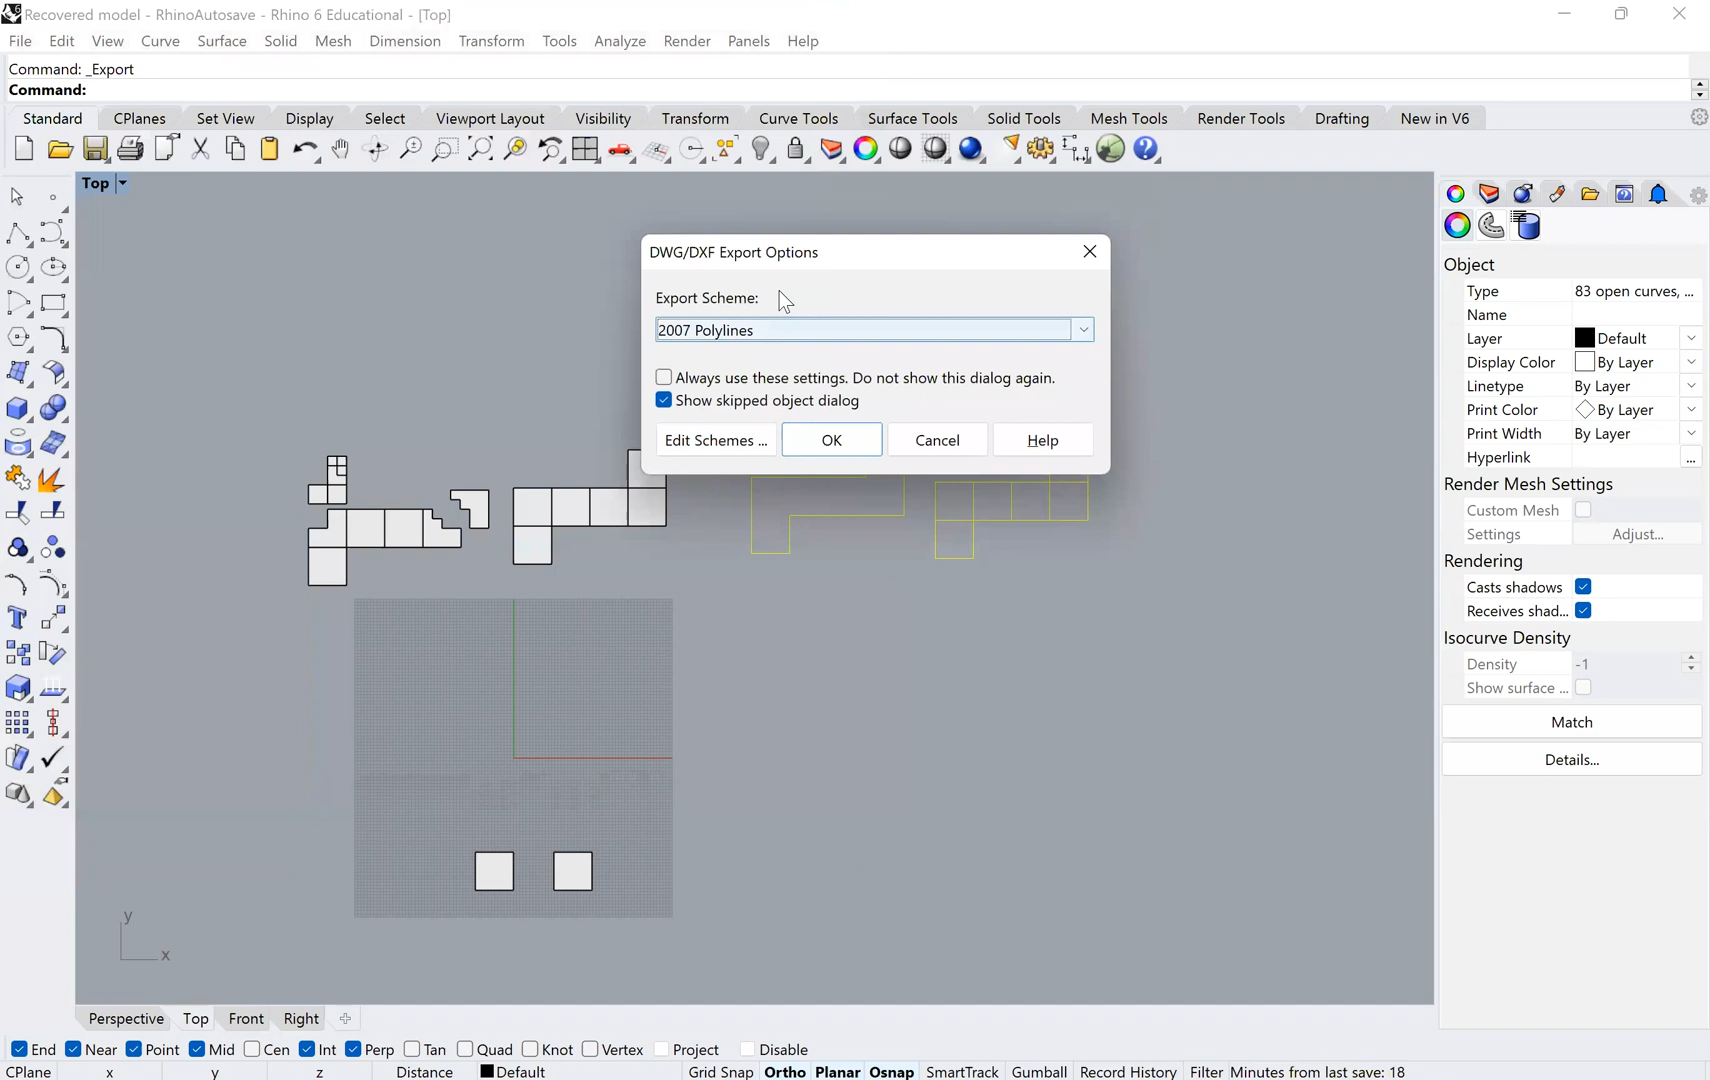 Recovered model - RhinoAutosave - Rhino 6 Educational - [Top]
File Edit View Curve Surface Solid Mesh Dimension Transform Tools Analyze Render Panels Help
Command: _Export
Command:
Standard CPlanes Set View Display Select Viewport Layout Visibility Transform Curve Tools Surface Tools Solid Tools Mesh Tools Render Tools Drafting New in V6
Top
DWG/DXF Export Options
Export Scheme:
2007 Polylines
Always use these settings. Do not show this dialog again.
Show skipped object dialog
Edit Schemes ... OK Cancel Help
Object
Type 83 open curves, ...
Name
Layer Default
Display Color By Layer
Linetype By Layer
Print Color By Layer
Print Width By Layer
Hyperlink ...
Render Mesh Settings
Custom Mesh
Settings Adjust...
Rendering
Casts shadows
Receives shad...
Isocurve Density
Density -1
Show surface ...
Match
Details...
y
x
Perspective Top Front Right
End Near Point Mid Cen Int Perp Tan Quad Knot Vertex Project Disable
CPlane x y z Distance Default Grid Snap Ortho Planar Osnap SmartTrack Gumball Record History Filter Minutes from last save: 18